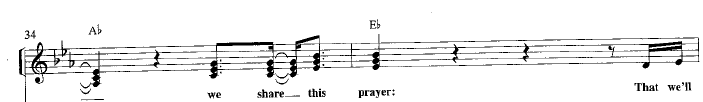 34 A♭ E♭
we share this prayer: That we'll